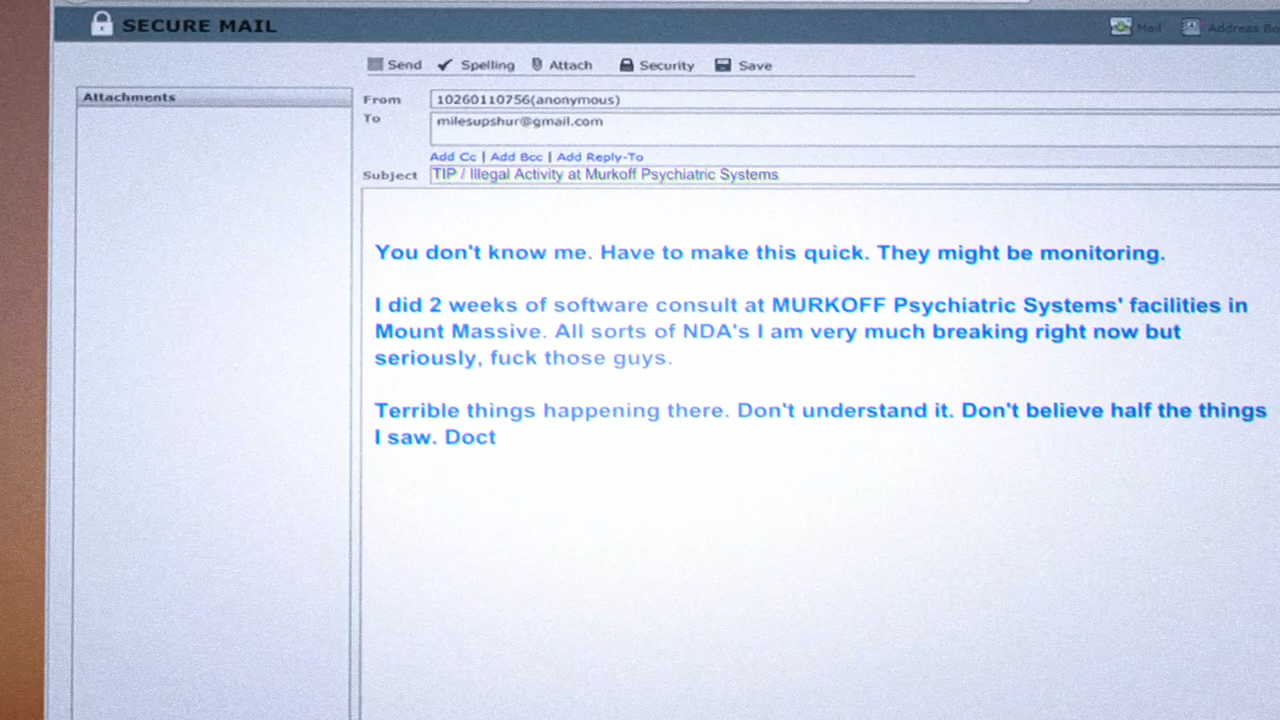 SECURE MAIL
Mail
Address Bo
Send Spelling Attach Security Save
Attachments
From 10260110756(anonymous)
To milesupshur@gmail.com
Add Cc | Add Bcc | Add Reply-To
Subject TIP / Illegal Activity at Murkoff Psychiatric Systems
You don't know me. Have to make this quick. They might be monitoring.
I did 2 weeks of software consult at MURKOFF Psychiatric Systems' facilities in
Mount Massive. All sorts of NDA's I am very much breaking right now but
seriously, fuck those guys.
Terrible things happening there. Don't understand it. Don't believe half the things
I saw. Doct